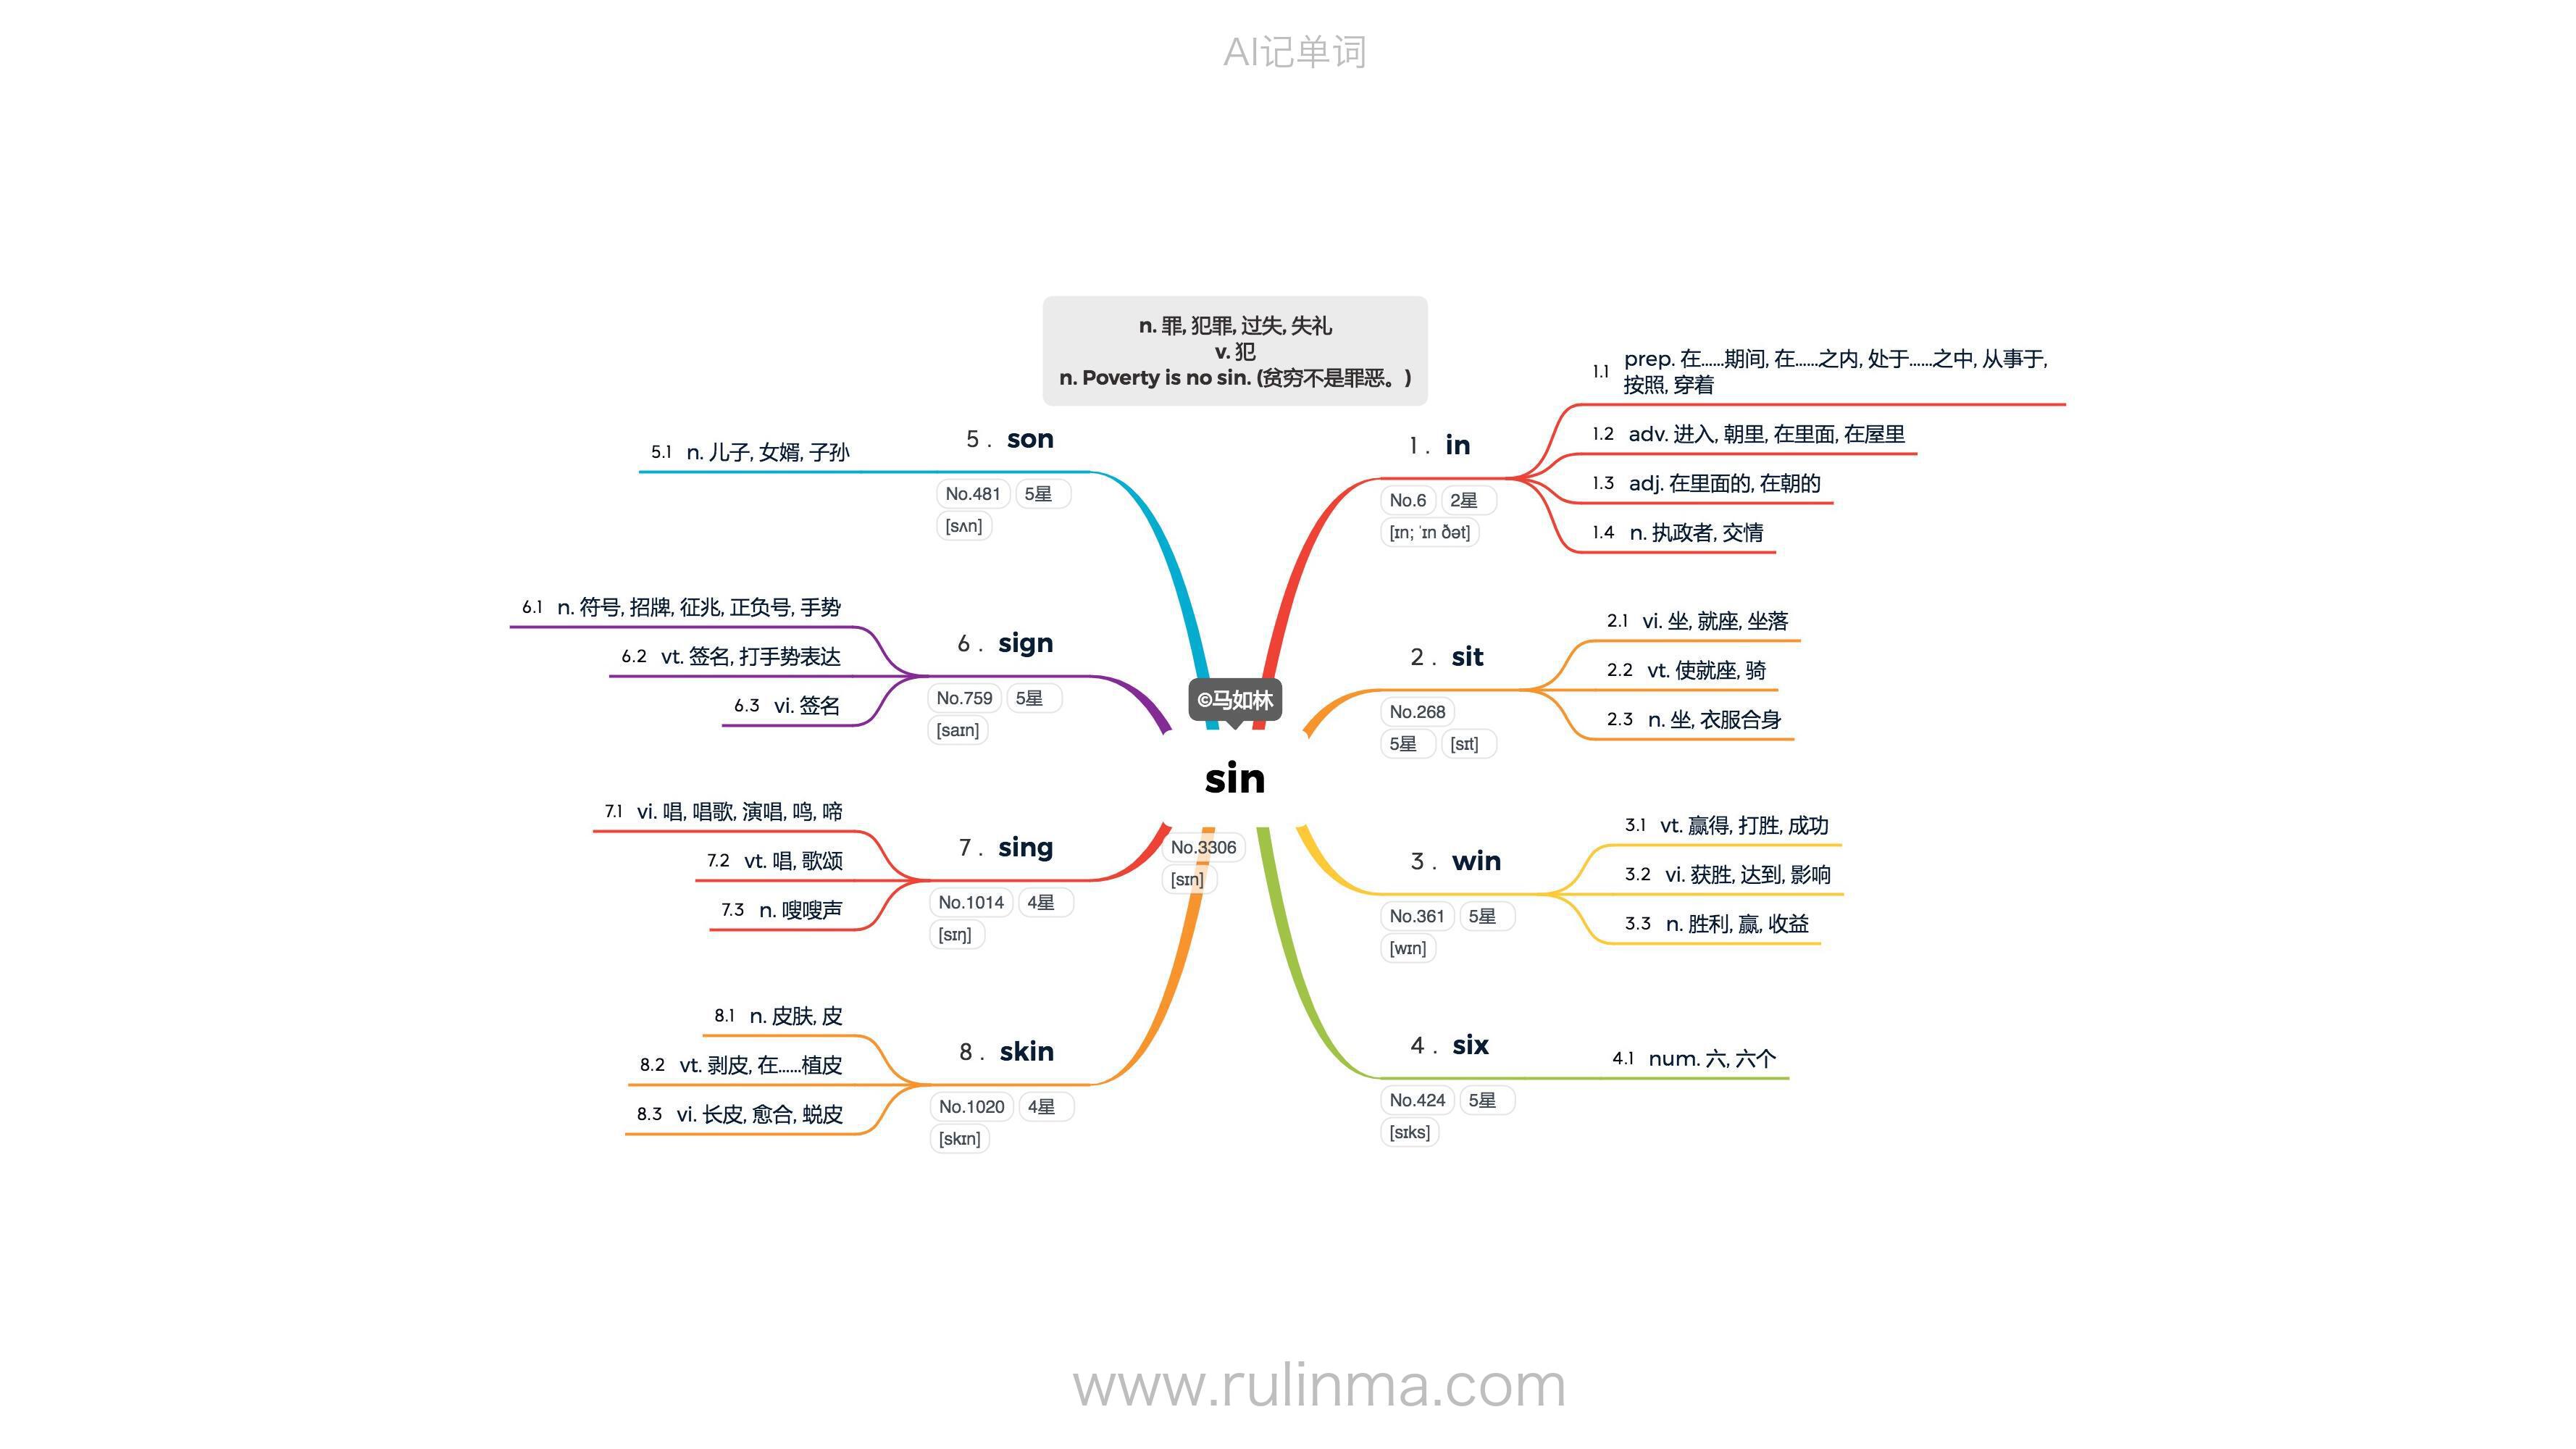 AI记单词
n. 罪, 犯罪, 过失, 失礼
v. 犯
n. Poverty is no sin. (贫穷不是罪恶。)
©马如林
sin
No.3306
[sɪn]
1 . in
No.6 2星
[ɪn; ˈɪn ðət]
1.1 prep. 在……期间, 在……之内, 处于……之中, 从事于,
按照, 穿着
1.2 adv. 进入, 朝里, 在里面, 在屋里
1.3 adj. 在里面的, 在朝的
1.4 n. 执政者, 交情
2 . sit
No.268
5星 [sɪt]
2.1 vi. 坐, 就座, 坐落
2.2 vt. 使就座, 骑
2.3 n. 坐, 衣服合身
3 . win
No.361 5星
[wɪn]
3.1 vt. 赢得, 打胜, 成功
3.2 vi. 获胜, 达到, 影响
3.3 n. 胜利, 赢, 收益
4 . six
No.424 5星
[sɪks]
4.1 num. 六, 六个
5 . son
No.481 5星
[sʌn]
5.1 n. 儿子, 女婿, 子孙
6 . sign
No.759 5星
[saɪn]
6.1 n. 符号, 招牌, 征兆, 正负号, 手势
6.2 vt. 签名, 打手势表达
6.3 vi. 签名
7 . sing
No.1014 4星
[sɪŋ]
7.1 vi. 唱, 唱歌, 演唱, 鸣, 啼
7.2 vt. 唱, 歌颂
7.3 n. 嗖嗖声
8 . skin
No.1020 4星
[skɪn]
8.1 n. 皮肤, 皮
8.2 vt. 剥皮, 在……植皮
8.3 vi. 长皮, 愈合, 蜕皮
www.rulinma.com